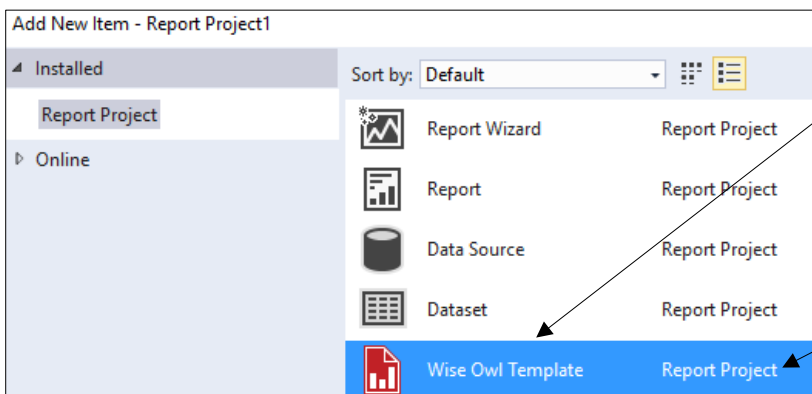 Add New Item - Report Project1
Installed
Report Project
Online
Sort by: Default
Report Wizard Report Project
Report Report Project
Data Source Report Project
Dataset Report Project
Wise Owl Template Report Project